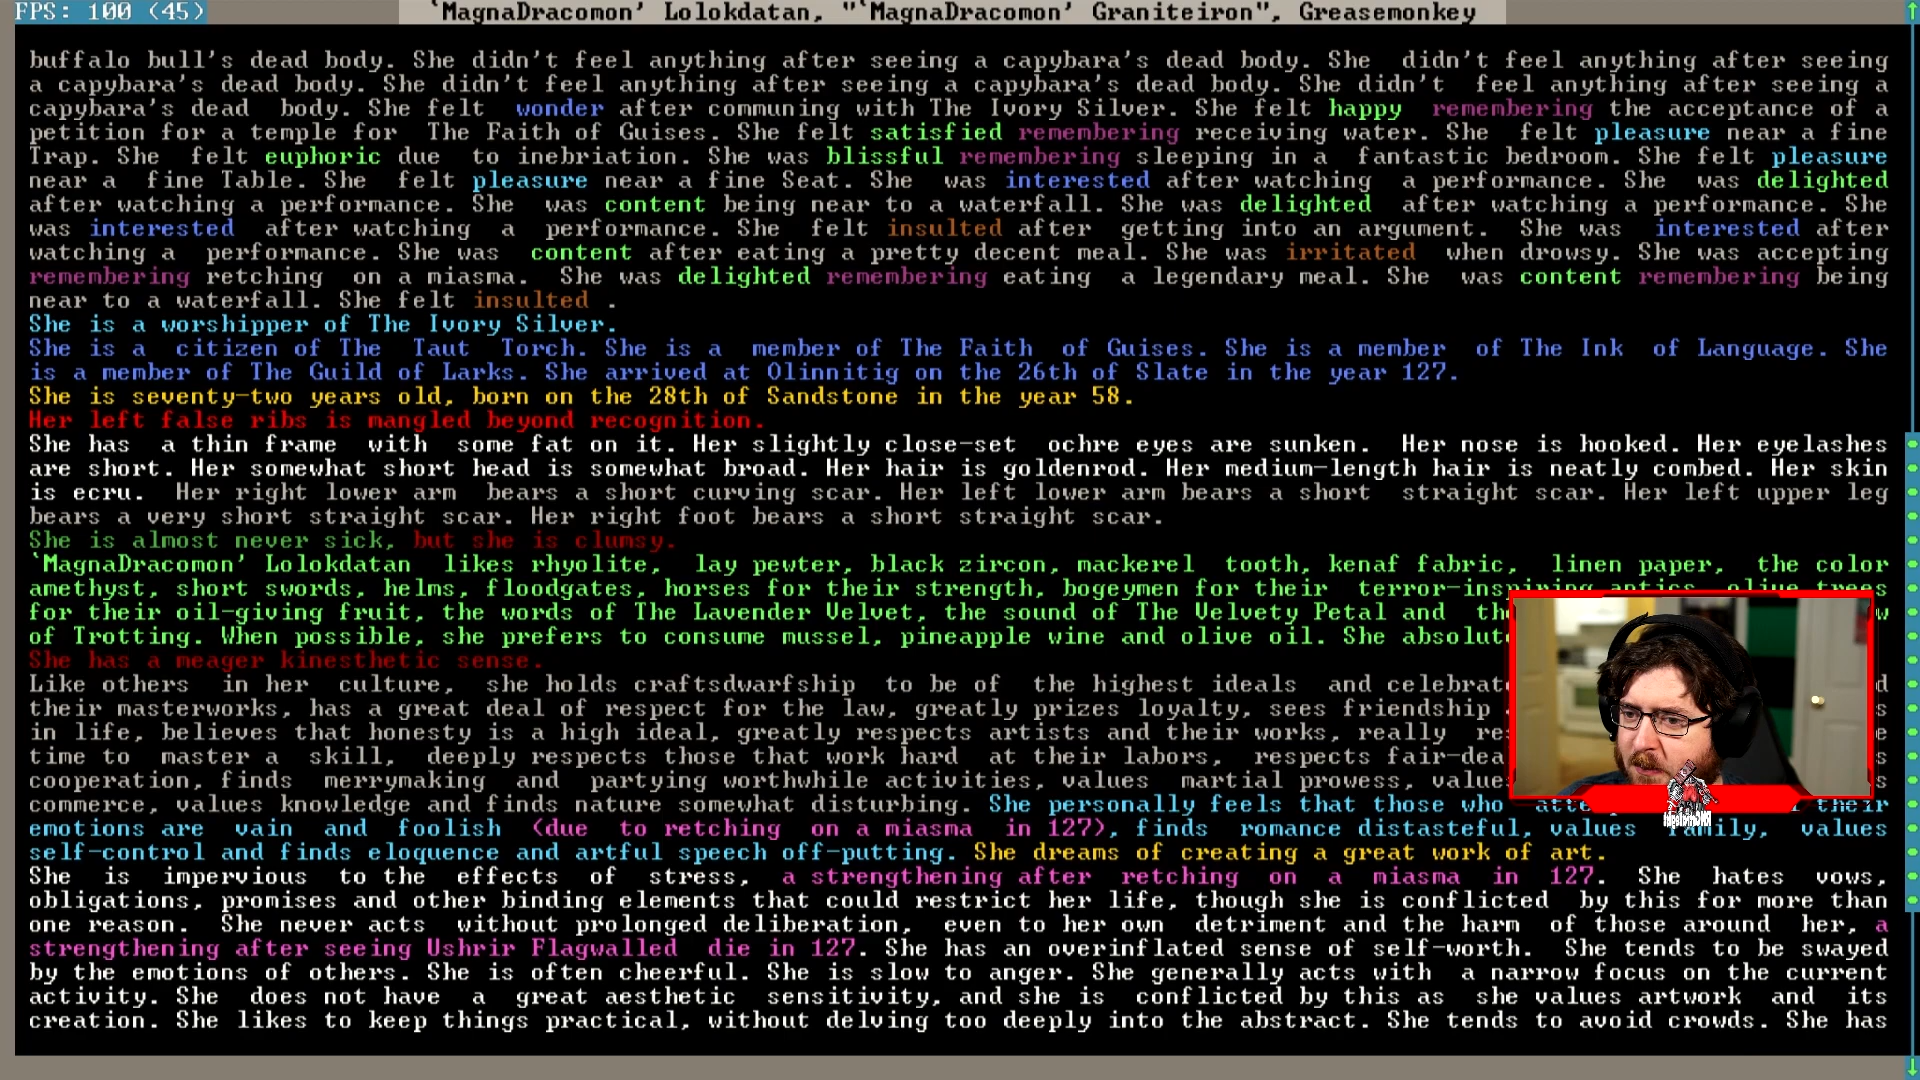 FPS: 100 (45)
`MagnaDracomon' Lolokdatan, "`MagnaDracomon' Graniteiron", Greasemonkey
buffalo bull's dead body. She didn't feel anything after seeing a capybara's dead body. She didn't feel anything after seeing
a capybara's dead body. She didn't feel anything after seeing a capybara's dead body. She didn't feel anything after seeing a
capybara's dead body. She felt wonder after communing with The Ivory Silver. She felt happy remembering the acceptance of a
petition for a temple for The Faith of Guises. She felt satisfied remembering receiving water. She felt pleasure near a fine
Trap. She felt euphoric due to inebriation. She was blissful remembering sleeping in a fantastic bedroom. She felt pleasure
near a fine Table. She felt pleasure near a fine Seat. She was interested after watching a performance. She was delighted
after watching a performance. She was content being near to a waterfall. She was delighted after watching a performance. She
was interested after watching a performance. She felt insulted after getting into an argument. She was interested after
watching a performance. She was content after eating a pretty decent meal. She was irritated when drowsy. She was accepting
remembering retching on a miasma. She was delighted remembering eating a legendary meal. She was content remembering being
near to a waterfall. She felt insulted .
She is a worshipper of The Ivory Silver.
She is a citizen of The Taut Torch. She is a member of The Faith of Guises. She is a member of The Ink of Language. She
is a member of The Guild of Larks. She arrived at Olinnitig on the 26th of Slate in the year 127.
She is seventy-two years old, born on the 28th of Sandstone in the year 58.
Her left false ribs is mangled beyond recognition.
She has a thin frame with some fat on it. Her slightly close-set ochre eyes are sunken. Her nose is hooked. Her eyelashes
are short. Her somewhat short head is somewhat broad. Her hair is goldenrod. Her medium-length hair is neatly combed. Her skin
is ecru. Her right lower arm bears a short curving scar. Her left lower arm bears a short straight scar. Her left upper leg
bears a very short straight scar. Her right foot bears a short straight scar.
She is almost never sick, but she is clumsy.
`MagnaDracomon' Lolokdatan likes rhyolite, lay pewter, black zircon, mackerel tooth, kenaf fabric, linen paper, the color
amethyst, short swords, helms, floodgates, horses for their strength, bogeymen for their terror-inspiring antics, olive trees
for their oil-giving fruit, the words of The Lavender Velvet, the sound of The Velvety Petal and
of Trotting. When possible, she prefers to consume mussel, pineapple wine and olive oil. She
She has a meager kinesthetic sense.
Like others in her culture, she holds craftsdwarfship to be of the highest ideals and
their masterworks, has a great deal of respect for the law, greatly prizes loyalty, sees friendship
in life, believes that honesty is a high ideal, greatly respects artists and their works, really
time to master a skill, deeply respects those that work hard at their labors, respects
cooperation, finds merrymaking and partying worthwhile activities, values martial prowess,
commerce, values knowledge and finds nature somewhat disturbing. She personally feels that those who their
emotions are vain and foolish (due to retching on a miasma in 127), finds romance distasteful, values family, values
self-control and finds eloquence and artful speech off-putting. She dreams of creating a great work of art.
She is impervious to the effects of stress, a strengthening after retching on a miasma in 127. She hates vows,
obligations, promises and other binding elements that could restrict her life, though she is conflicted by this for more than
one reason. She never acts without prolonged deliberation, even to her own detriment and the harm of those around her, a
strengthening after seeing Ushrir Flagwalled die in 127. She has an overinflated sense of self-worth. She tends to be swayed
by the emotions of others. She is often cheerful. She is slow to anger. She generally acts with a narrow focus on the current
activity. She does not have a great aesthetic sensitivity, and she is conflicted by this as she values artwork and its
creation. She likes to keep things practical, without delving too deeply into the abstract. She tends to avoid crowds. She has